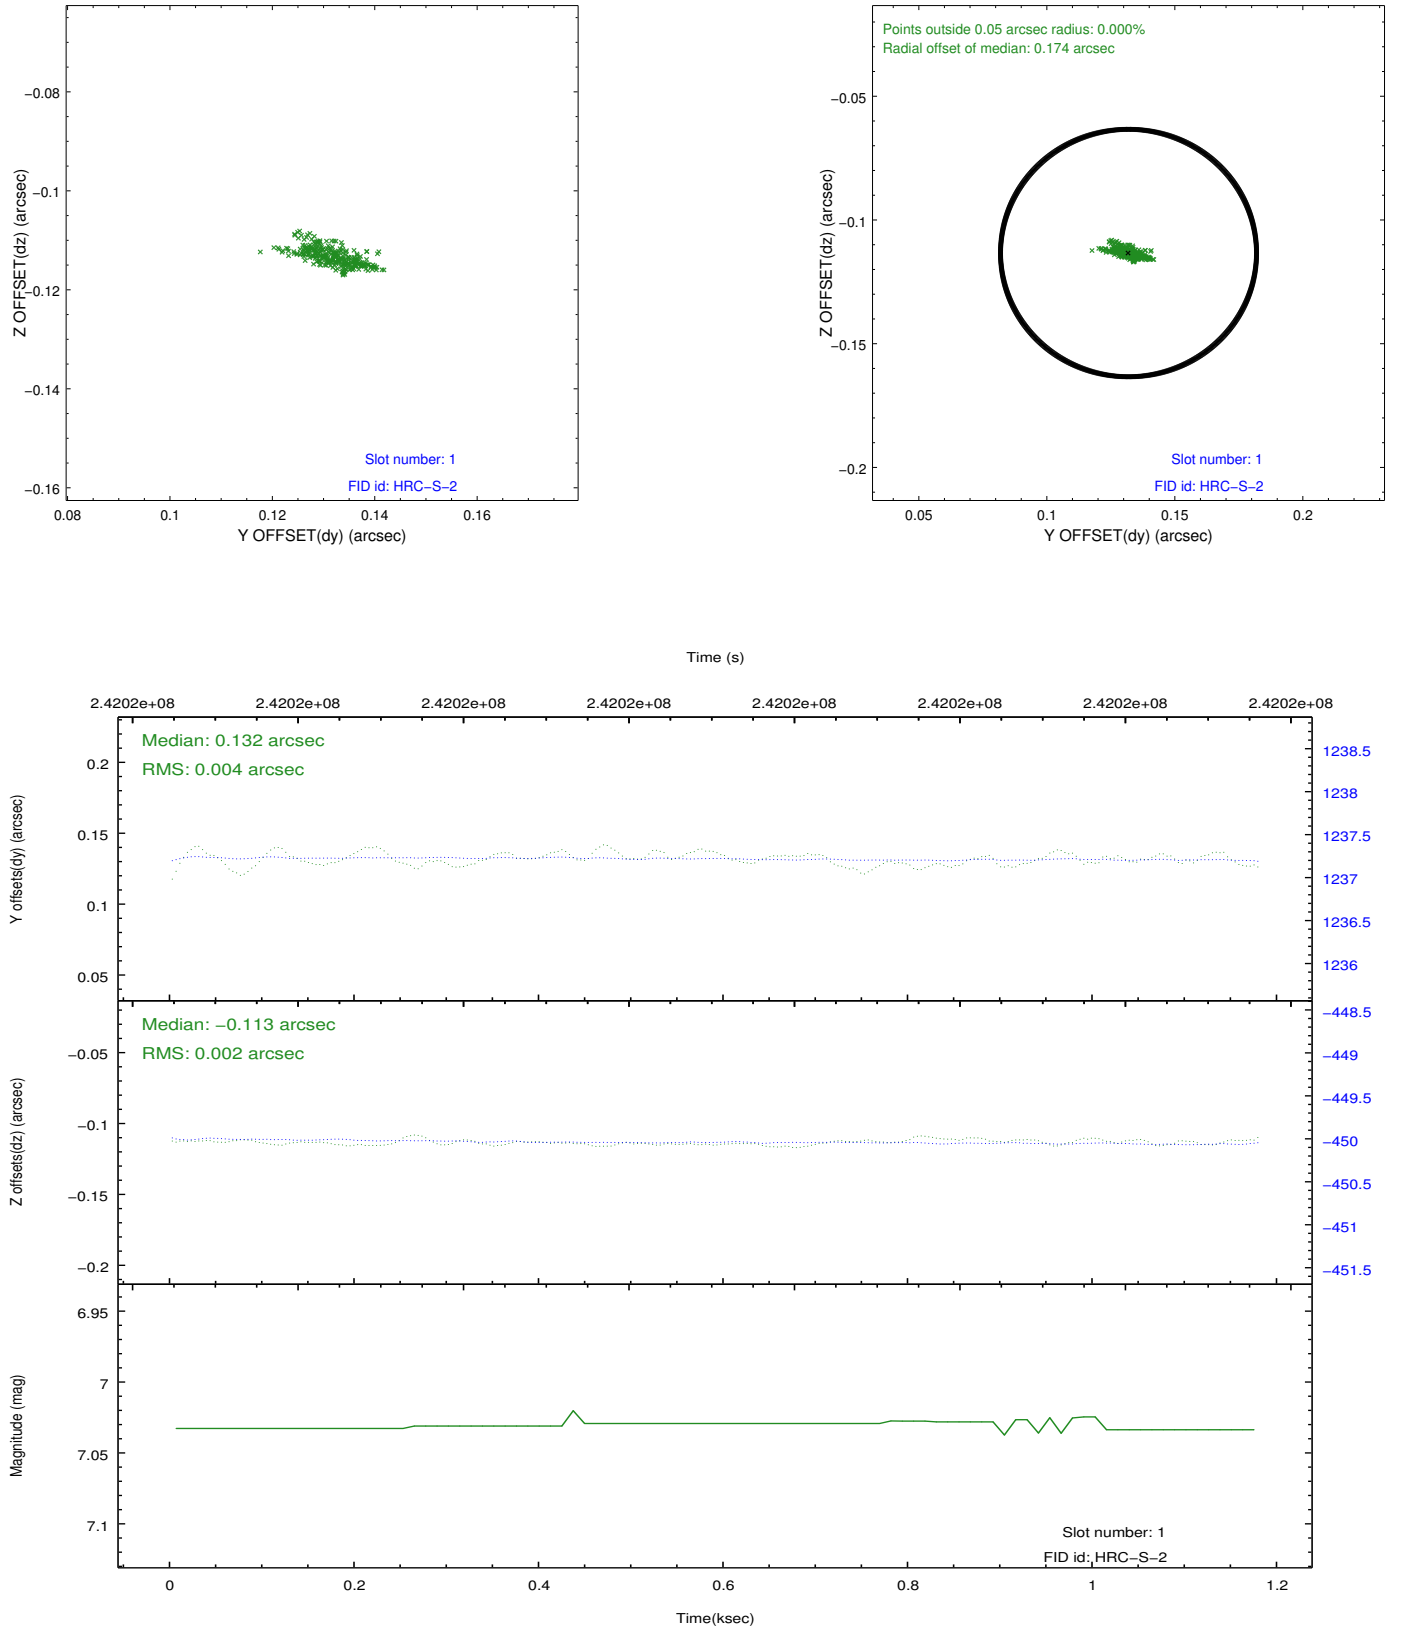 Points outside 0.05 arcsec radius: 0.000%
Radial offset of median: 0.174 arcsec
−0.08
−0.1
−0.12
−0.14
−0.16
Z OFFSET(dz) (arcsec)
Slot number: 1
FID id: HRC−S−2
0.08 0.1 0.12 0.14 0.16
Y OFFSET(dy) (arcsec)
−0.05
−0.1
−0.15
−0.2
Z OFFSET(dz) (arcsec)
Slot number: 1
FID id: HRC−S−2
0.05 0.1 0.15 0.2
Y OFFSET(dy) (arcsec)
Time (s)
2.4202e+08 2.4202e+08 2.4202e+08 2.4202e+08 2.4202e+08 2.4202e+08 2.4202e+08 2.4202e+08
Median: 0.132 arcsec
RMS: 0.004 arcsec
0.2
0.15
0.1
0.05
Y offsets(dy) (arcsec)
1238.5
1238
1237.5
1237
1236.5
1236
Median: −0.113 arcsec
RMS: 0.002 arcsec
−0.05
−0.1
−0.15
−0.2
Z offsets(dz) (arcsec)
−448.5
−449
−449.5
−450
−450.5
−451
−451.5
6.95
7
7.05
7.1
Magnitude (mag)
Slot number: 1
FID id: HRC−S−2
0 0.2 0.4 0.6 0.8 1 1.2
Time(ksec)